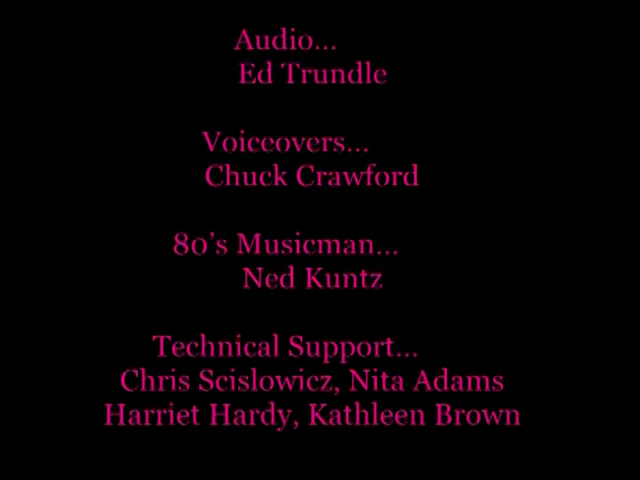 Audio...
Ed Trundle
Voiceovers...
Chuck Crawford
80's Musicman...
Ned Kuntz
Technical Support...
Chris Scislowicz, Nita Adams
Harriet Hardy, Kathleen Brown